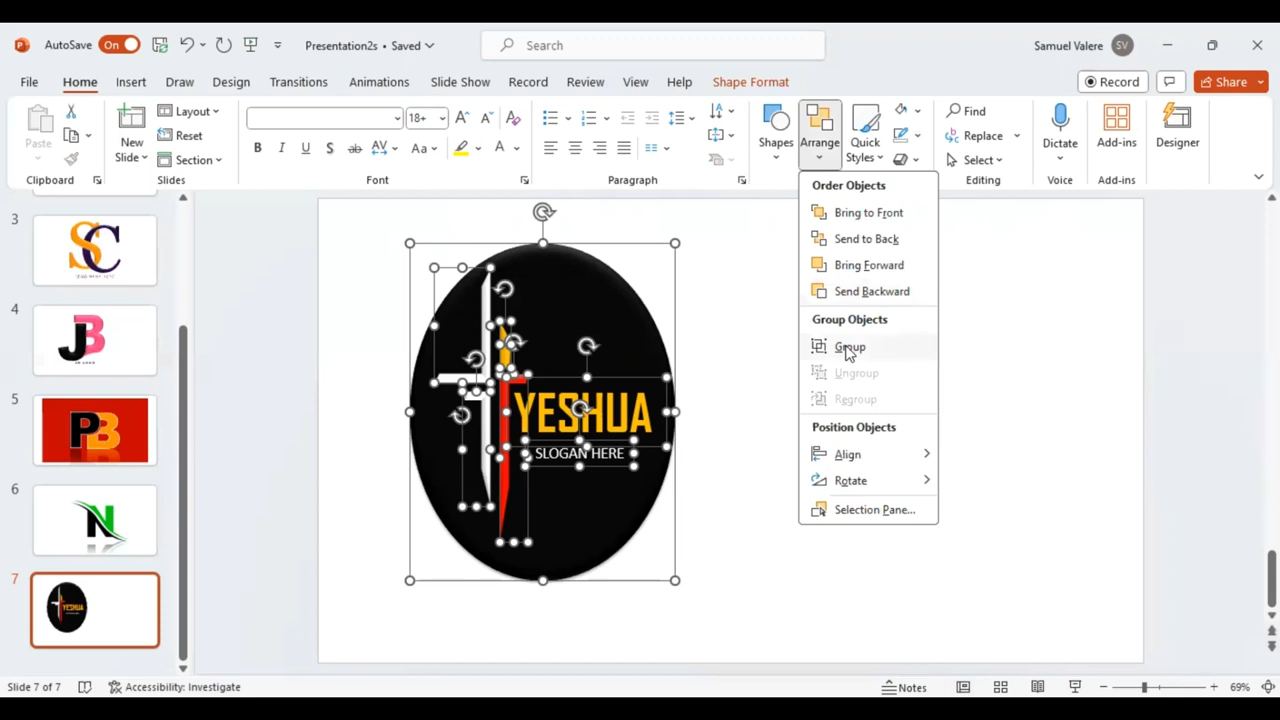 AutoSave On Presentation2s • Saved Search Samuel Valere SV
File Home Insert Draw Design Transitions Animations Slide Show Record Review View Help Shape Format Record Share
Paste New Slide Layout Reset Section 18+ B I U S ab AV Aa A Shapes Arrange Quick Styles Find Replace Select Dictate Add-ins Designer
Clipboard Slides Font Paragraph Editing Voice Add-ins
Order Objects
Bring to Front
Send to Back
Bring Forward
Send Backward
Group Objects
Group
Ungroup
Regroup
Position Objects
Align
Rotate
Selection Pane...
YESHUA
SLOGAN HERE
3
SC
4
JB
5
PB
6
N
7
YESHUA
Slide 7 of 7 Accessibility: Investigate Notes 69%